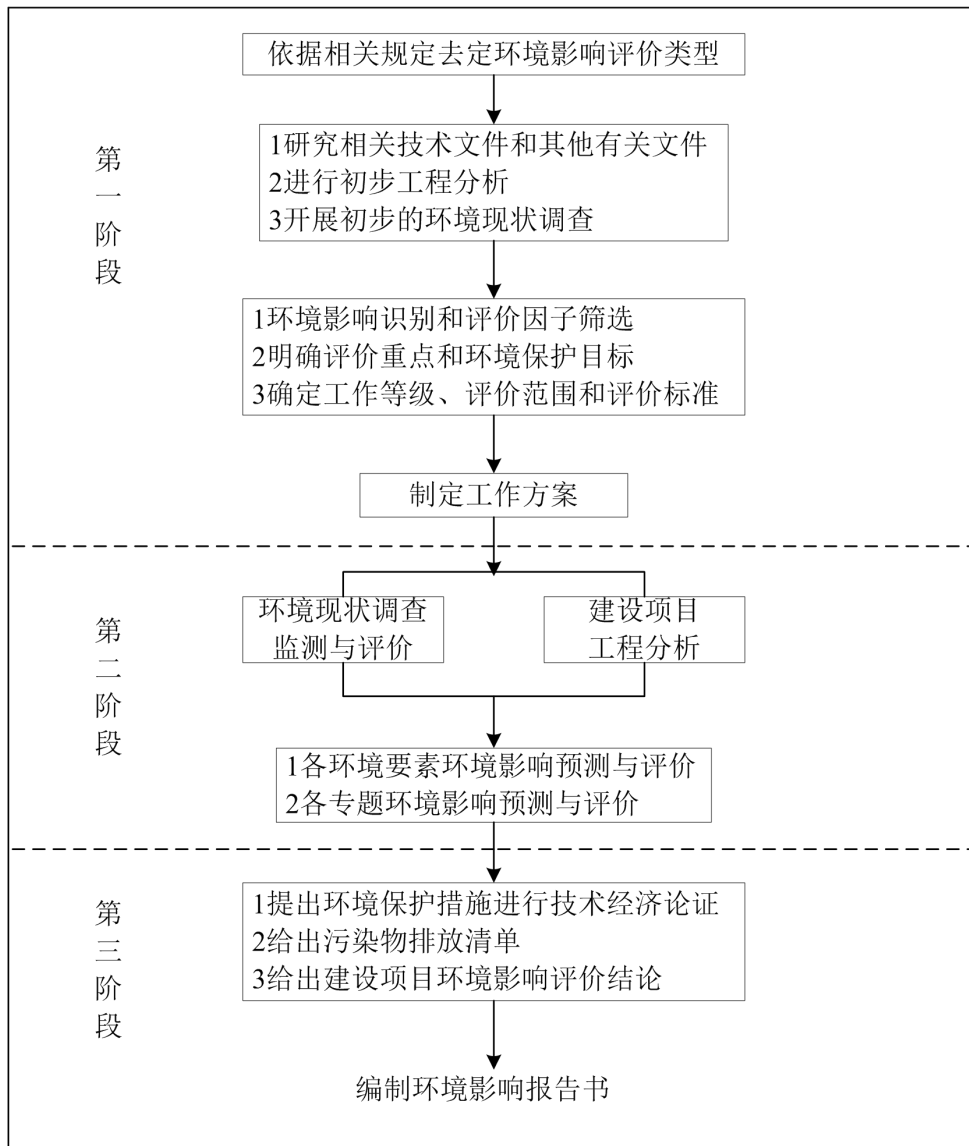 依据相关规定去定环境影响评价类型
第一阶段
1研究相关技术文件和其他有关文件
2进行初步工程分析
3开展初步的环境现状调查
1环境影响识别和评价因子筛选
2明确评价重点和环境保护目标
3确定工作等级、评价范围和评价标准
制定工作方案
第二阶段
环境现状调查
监测与评价
建设项目
工程分析
1各环境要素环境影响预测与评价
2各专题环境影响预测与评价
第三阶段
1提出环境保护措施进行技术经济论证
2给出污染物排放清单
3给出建设项目环境影响评价结论
编制环境影响报告书